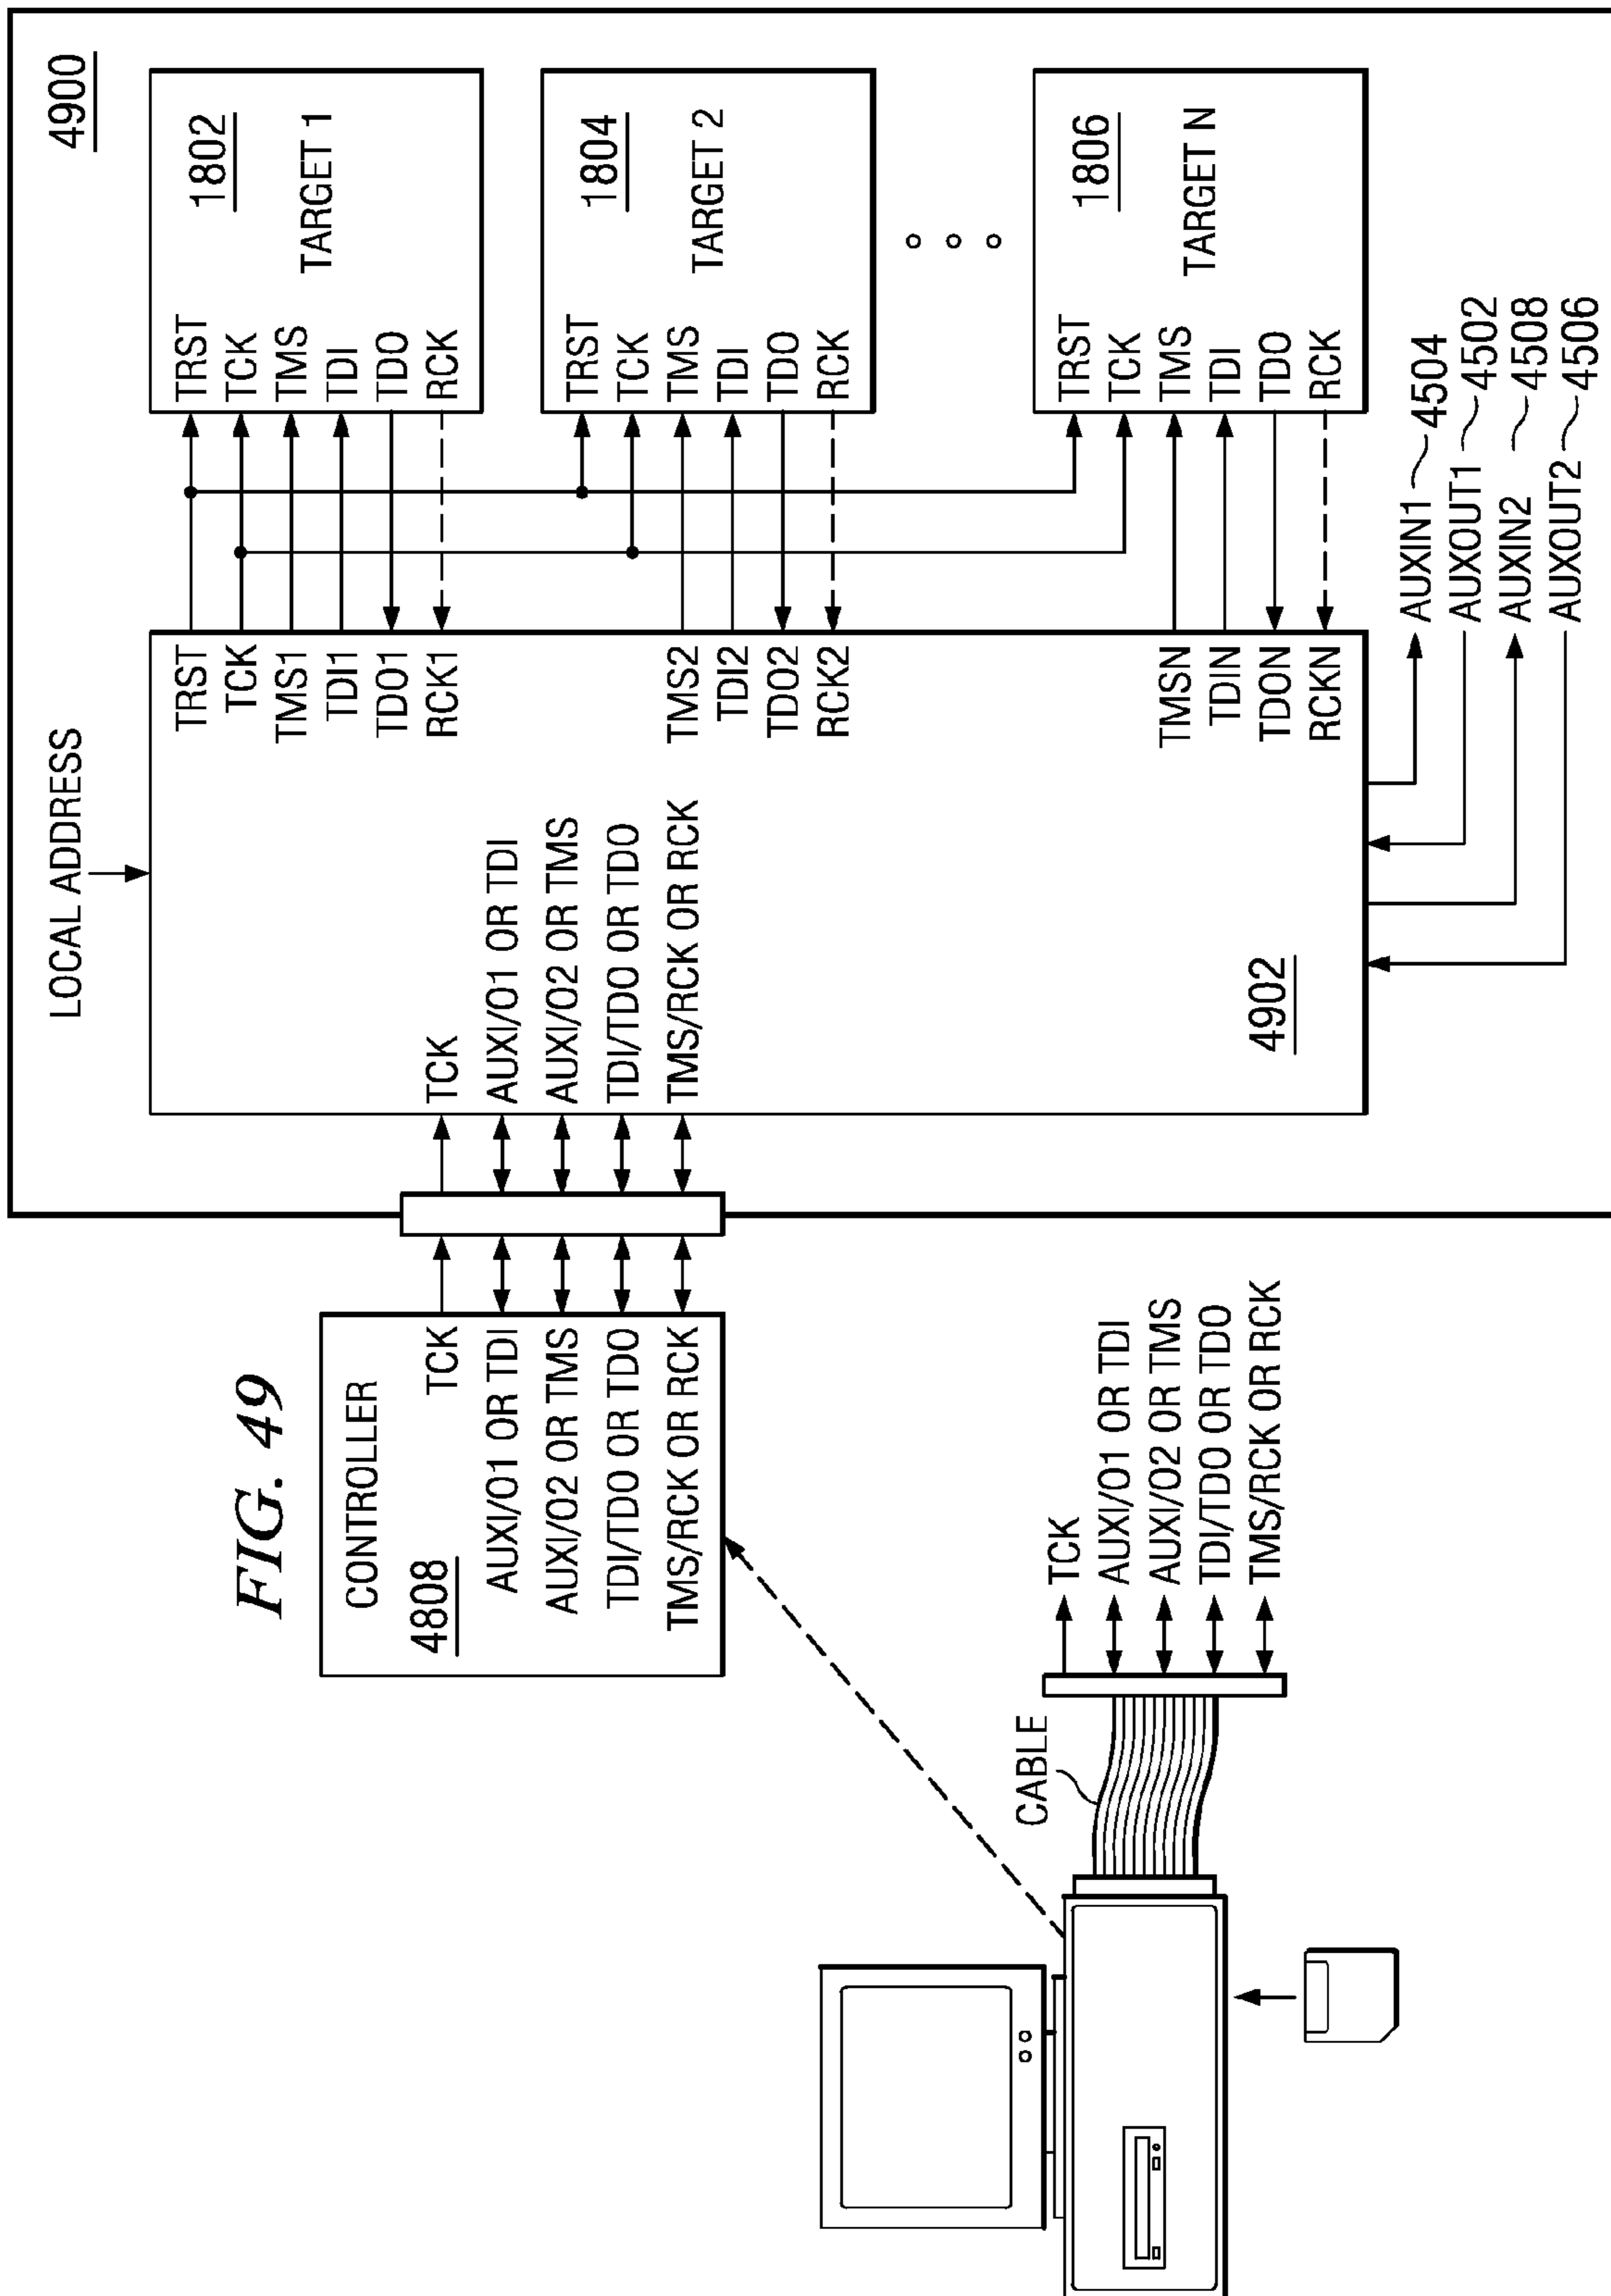 FIG. 49
CONTROLLER
4808
TCK
AUXI/O1 OR TDI
AUXI/O2 OR TMS
TDI/TDO OR TDO
TMS/RCK OR RCK
CABLE
TCK
AUXI/O1 OR TDI
AUXI/O2 OR TMS
TDI/TDO OR TDO
TMS/RCK OR RCK
4900
LOCAL ADDRESS
TCK
AUXI/O1 OR TDI
AUXI/O2 OR TMS
TDI/TDO OR TDO
TMS/RCK OR RCK
4902
TRST
TCK
TMS1
TDI1
TDO1
RCK1
TMS2
TDI2
TDO2
RCK2
TMSN
TDIN
TDON
RCKN
TRST
TCK
TMS
TDI
TDO
RCK
1802
TARGET 1
TRST
TCK
TMS
TDI
TDO
RCK
1804
TARGET 2
TRST
TCK
TMS
TDI
TDO
RCK
1806
TARGET N
AUXIN1 4504
AUXOUT1 4502
AUXIN2 4508
AUXOUT2 4506